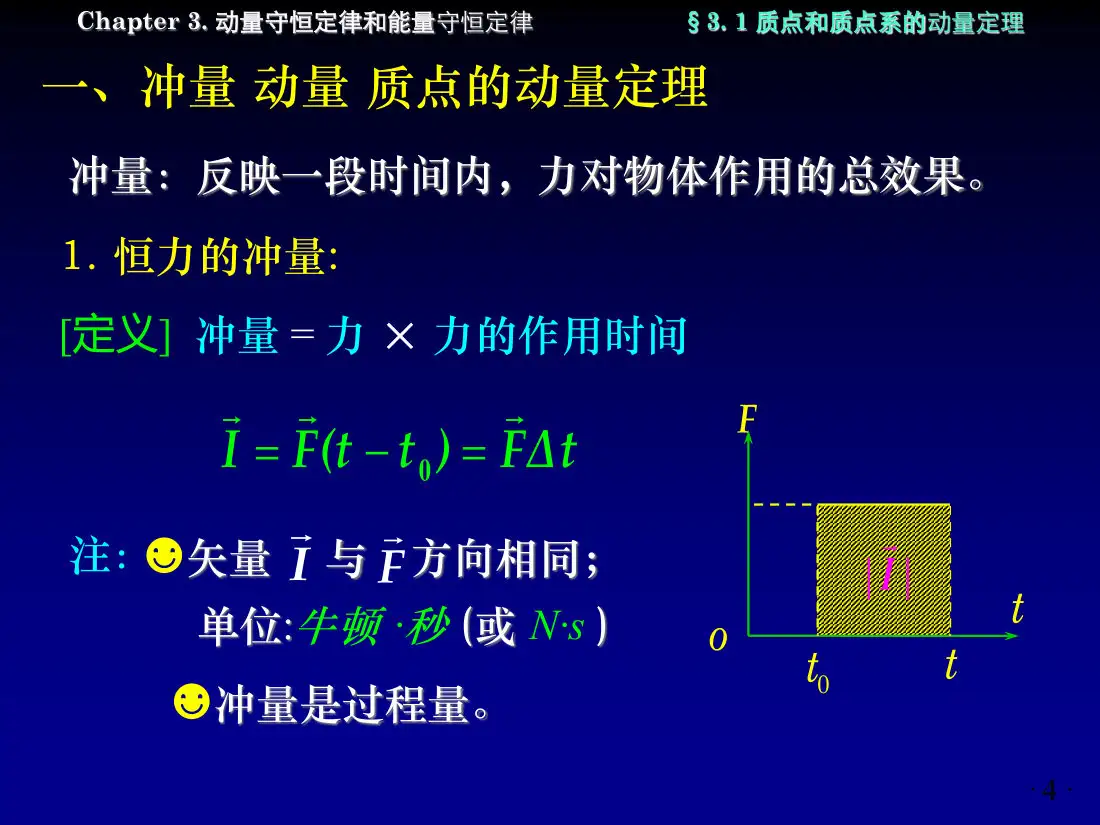 Chapter 3. 动量守恒定律和能量守恒定律 § 3. 1 质点和质点系的动量定理
一、冲量 动量 质点的动量定理
冲量：反映一段时间内，力对物体作用的总效果。
1. 恒力的冲量:
[定义] 冲量 = 力 × 力的作用时间
I⃗ = F⃗(t − t₀) = F⃗Δt
注：矢量 I⃗ 与 F⃗ 方向相同；
单位:牛顿·秒 (或 N·s )
冲量是过程量。
F
|I⃗|
o
t₀
t
t
·4·